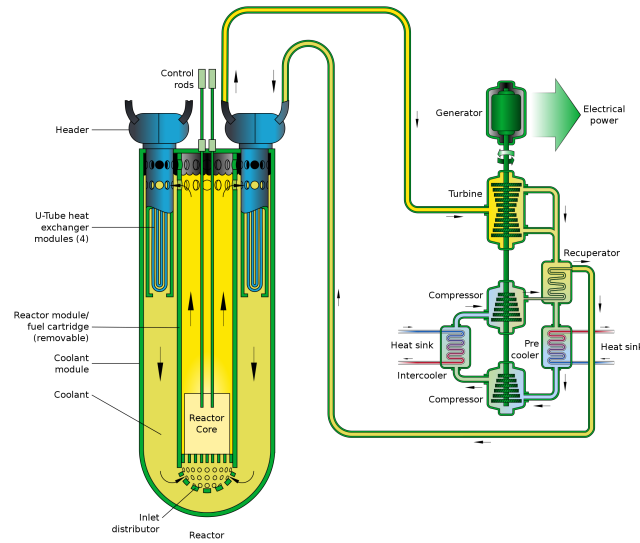 Control
rods
Header
U-Tube heat
exchanger
modules (4)
Reactor module/
fuel cartridge
(removable)
Coolant
module
Coolant
Reactor
Core
Inlet
distributor
Reactor
Generator
Electrical
power
Turbine
Recuperator
Compressor
Heat sink
Pre
cooler
Heat sink
Intercooler
Compressor